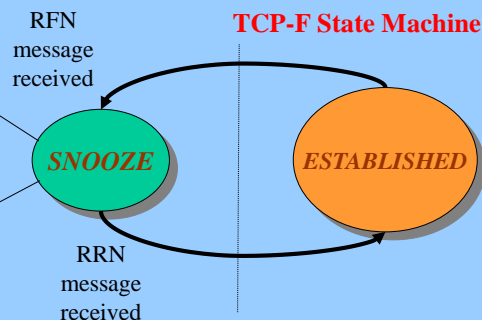 TCP-F State Machine
RFN
message
received
SNOOZE
ESTABLISHED
RRN
message
received